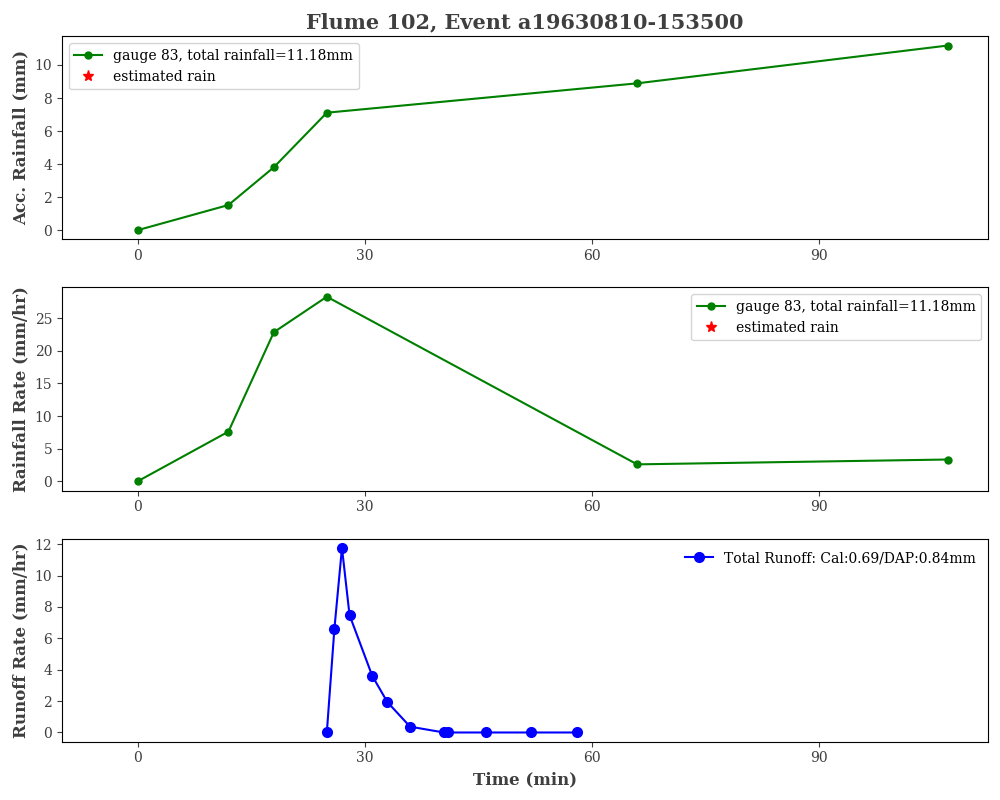 Flume 102, Event a19630810-153500
Acc. Rainfall (mm)
10
8
6
4
2
0
gauge 83, total rainfall=11.18mm
estimated rain
0 30 60 90
Rainfall Rate (mm/hr)
25
20
15
10
5
0
gauge 83, total rainfall=11.18mm
estimated rain
0 30 60 90
Runoff Rate (mm/hr)
12
10
8
6
4
2
0
Total Runoff: Cal:0.69/DAP:0.84mm
0 30 60 90
Time (min)